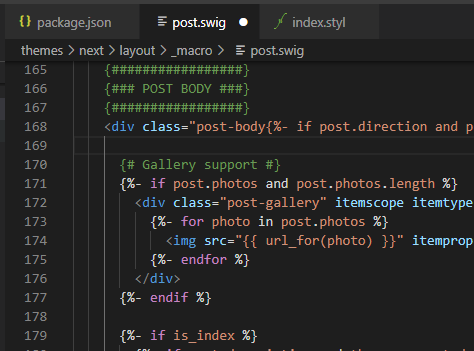 package.json post.swig index.styl
themes > next > layout > _macro > post.swig
165 {#################}
166 {### POST BODY ###}
167 {#################}
168 <div class="post-body{%- if post.direction and p
169
170 {# Gallery support #}
171 {%- if post.photos and post.photos.length %}
172 <div class="post-gallery" itemscope itemtype
173 {%- for photo in post.photos %}
174 <img src="{{ url_for(photo) }}" itemprop
175 {%- endfor %}
176 </div>
177 {%- endif %}
178
179 {%- if is_index %}